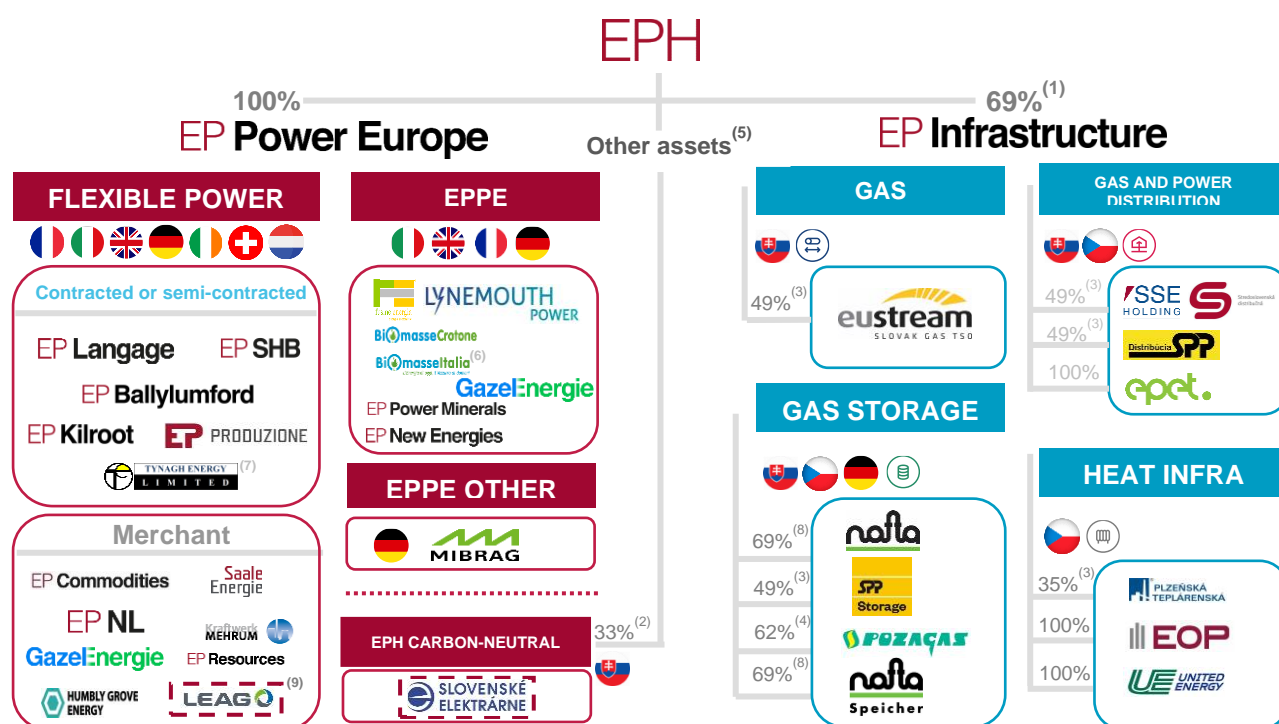 EPH
100%
69%(1)
EP Power Europe
Other assets(5)
EP Infrastructure
FLEXIBLE POWER
Contracted or semi-contracted
EP Langage
EP SHB
EP Ballylumford
EP Kilroot
EP PRODUZIONE
TYNAGH ENERGY
LIMITED
(7)
Merchant
EP Commodities
Saale
Energie
EP NL
Kraftwerk
MEHRUM
GazelEnergie
EP Resources
HUMBLY GROVE
ENERGY
LEAG
(9)
EPPE
LYNEMOUTH
POWER
BiomasseCrotone
BiomasseItalia(6)
GazelEnergie
EP Power Minerals
EP New Energies
EPPE OTHER
MIBRAG
EPH CARBON-NEUTRAL
33%(2)
SLOVENSKÉ
ELEKTRÁRNE
GAS
49%(3)
eustream
SLOVAK GAS TSO
GAS STORAGE
69%(8)
nafta
49%(3)
SPP
Storage
62%(4)
POZAGAS
69%(8)
nafta
Speicher
GAS AND POWER
DISTRIBUTION
49%(3)
SSE
HOLDING
Stredoslovenská
distribučná
49%(3)
Distribúcia SPP
100%
epet.
HEAT INFRA
35%(3)
PLZEŇSKÁ
TEPLÁRENSKÁ
100%
EOP
100%
UE UNITED
ENERGY